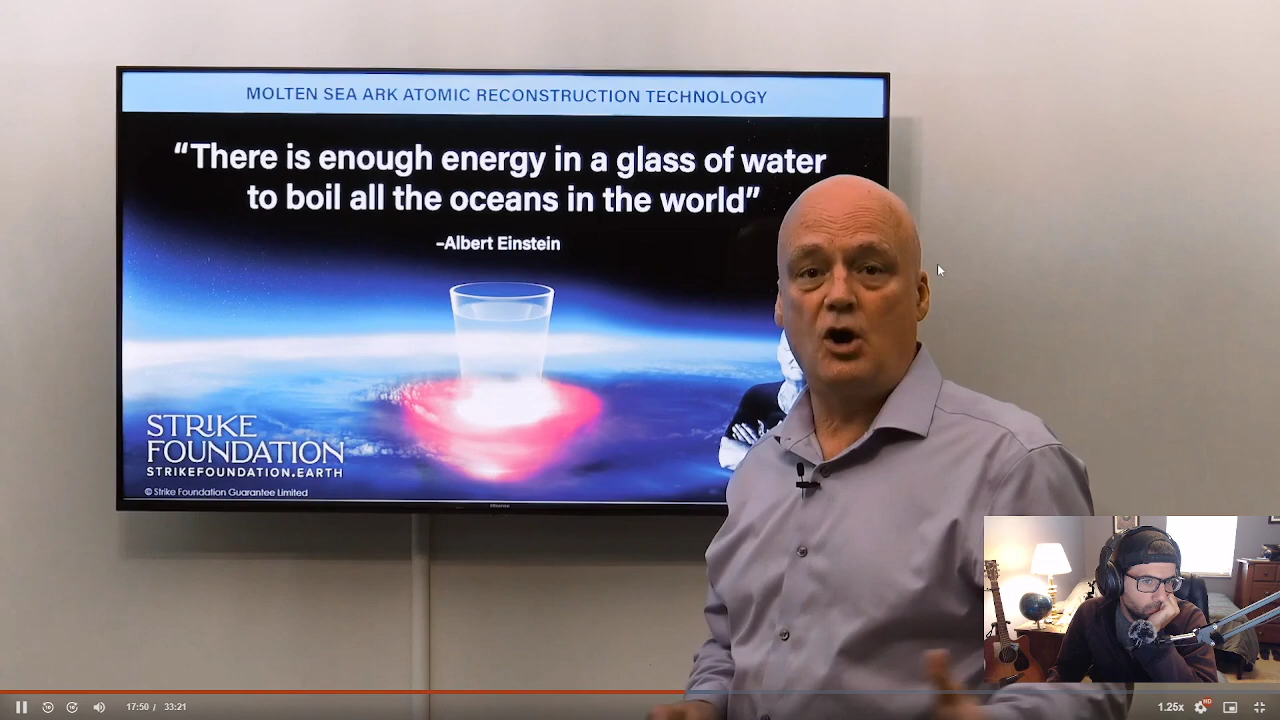 MOLTEN SEA ARK ATOMIC RECONSTRUCTION TECHNOLOGY
“There is enough energy in a glass of water
to boil all the oceans in the world”
–Albert Einstein
STRIKE
FOUNDATION
STRIKEFOUNDATION.EARTH
© Strike Foundation Guarantee Limited
Hisense
17:50 / 33:21
1.25x
HD